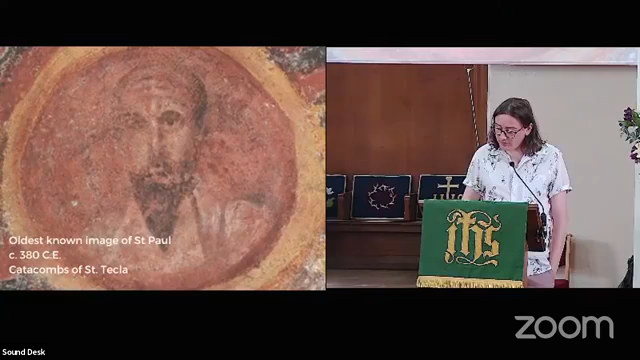 Oldest known image of St Paul
c. 380 C.E.
Catacombs of St. Tecla
ihs
zoom
Sound Desk